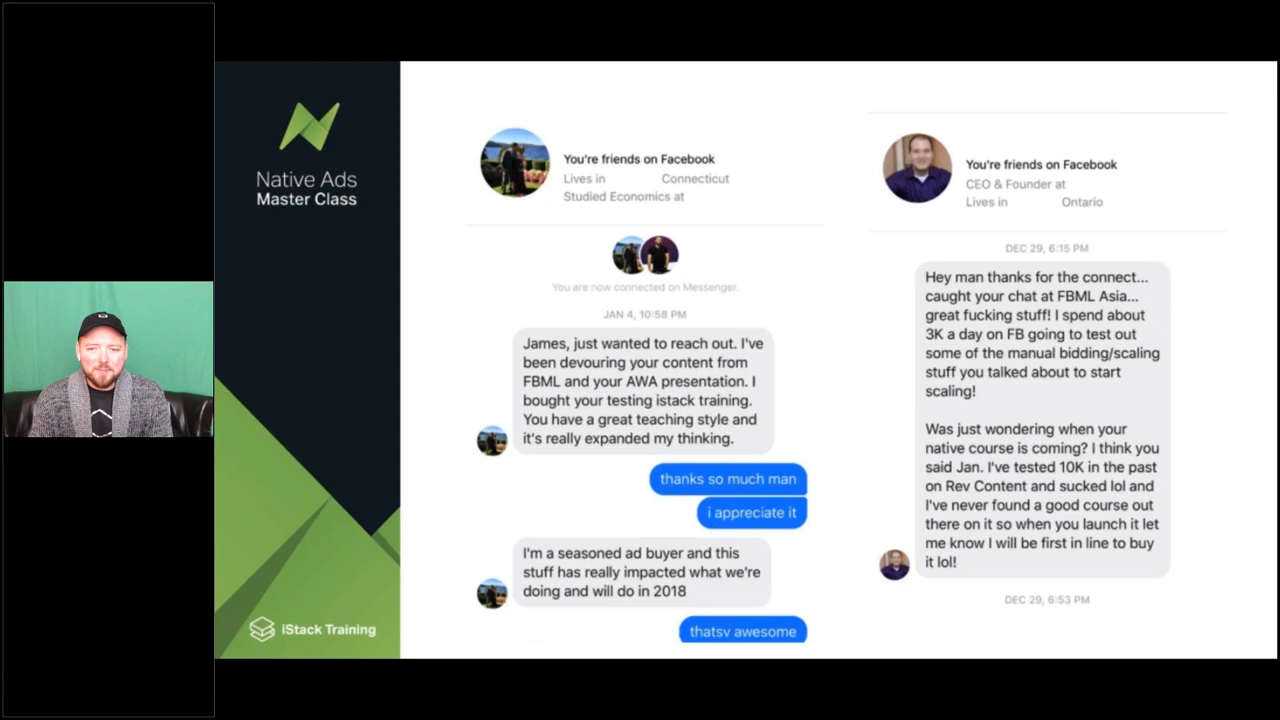 Native Ads
Master Class
iStack Training
You're friends on Facebook
Lives in Connecticut
Studied Economics at
You are now connected on Messenger.
JAN 4, 10:58 PM
James, just wanted to reach out. I've
been devouring your content from
FBML and your AWA presentation. I
bought your testing istack training.
You have a great teaching style and
it's really expanded my thinking.
thanks so much man
i appreciate it
I'm a seasoned ad buyer and this
stuff has really impacted what we're
doing and will do in 2018
thatsv awesome
You're friends on Facebook
CEO & Founder at
Lives in Ontario
DEC 29, 6:15 PM
Hey man thanks for the connect...
caught your chat at FBML Asia...
great fucking stuff! I spend about
3K a day on FB going to test out
some of the manual bidding/scaling
stuff you talked about to start
scaling!
Was just wondering when your
native course is coming? I think you
said Jan. I've tested 10K in the past
on Rev Content and sucked lol and
I've never found a good course out
there on it so when you launch it let
me know I will be first in line to buy
it lol!
DEC 29, 6:53 PM